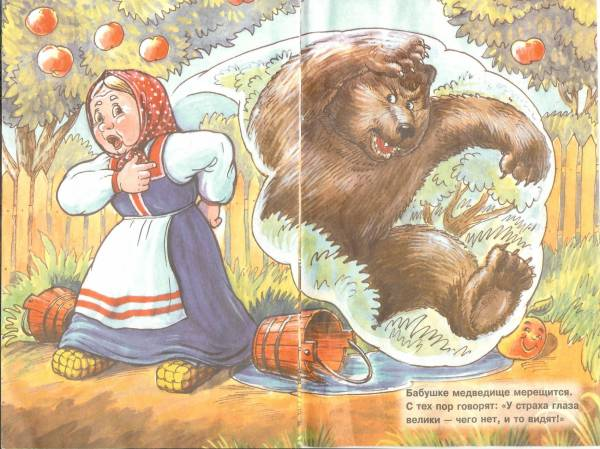 Бабушке медведище мерещится.
С тех пор говорят: «У страха глаза
велики — чего нет, и то видят!»